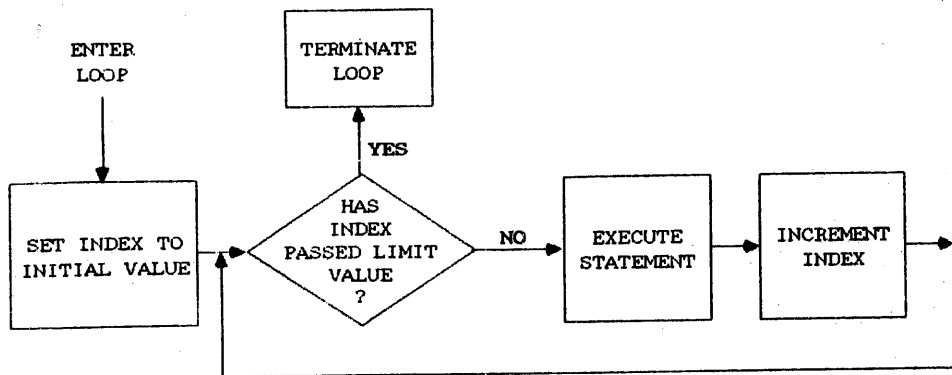 ENTER
LOOP
TERMINATE
LOOP
YES
SET INDEX TO
INITIAL VALUE
HAS
INDEX
PASSED LIMIT
VALUE
?
NO
EXECUTE
STATEMENT
INCREMENT
INDEX